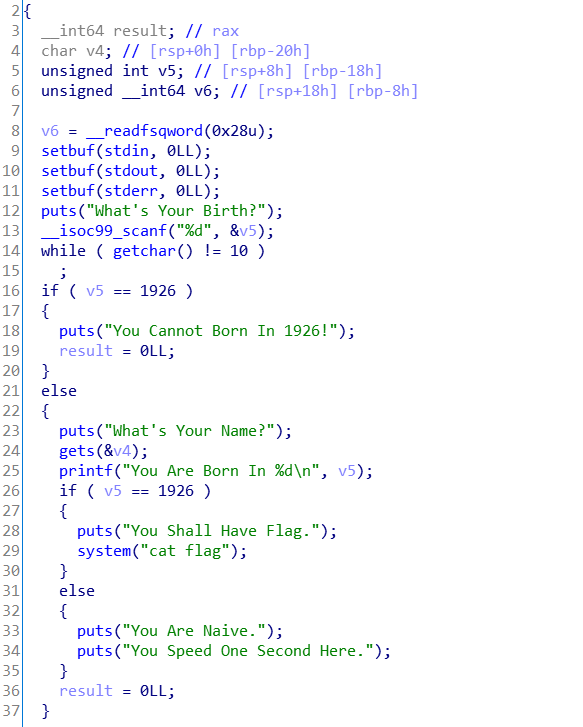 2 {
3   __int64 result; // rax
4   char v4; // [rsp+0h] [rbp-20h]
5   unsigned int v5; // [rsp+8h] [rbp-18h]
6   unsigned __int64 v6; // [rsp+18h] [rbp-8h]
7
8   v6 = __readfsqword(0x28u);
9   setbuf(stdin, 0LL);
10   setbuf(stdout, 0LL);
11   setbuf(stderr, 0LL);
12   puts("What's Your Birth?");
13   __isoc99_scanf("%d", &v5);
14   while ( getchar() != 10 )
15     ;
16   if ( v5 == 1926 )
17   {
18     puts("You Cannot Born In 1926!");
19     result = 0LL;
20   }
21   else
22   {
23     puts("What's Your Name?");
24     gets(&v4);
25     printf("You Are Born In %d\n", v5);
26     if ( v5 == 1926 )
27     {
28       puts("You Shall Have Flag.");
29       system("cat flag");
30     }
31     else
32     {
33       puts("You Are Naive.");
34       puts("You Speed One Second Here.");
35     }
36     result = 0LL;
37   }